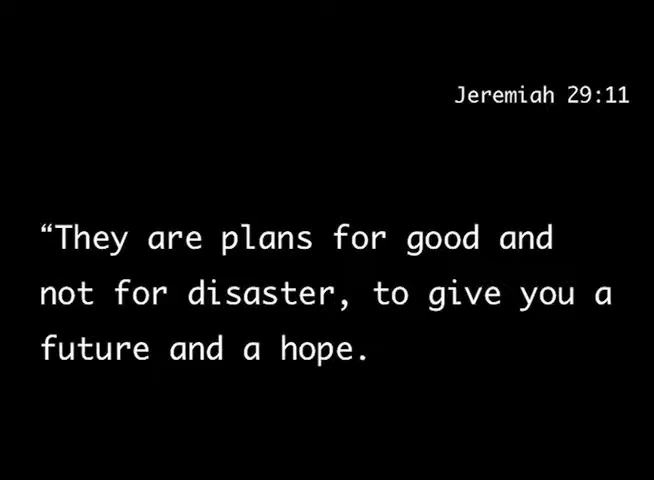 Jeremiah 29:11
“They are plans for good and
not for disaster, to give you a
future and a hope.